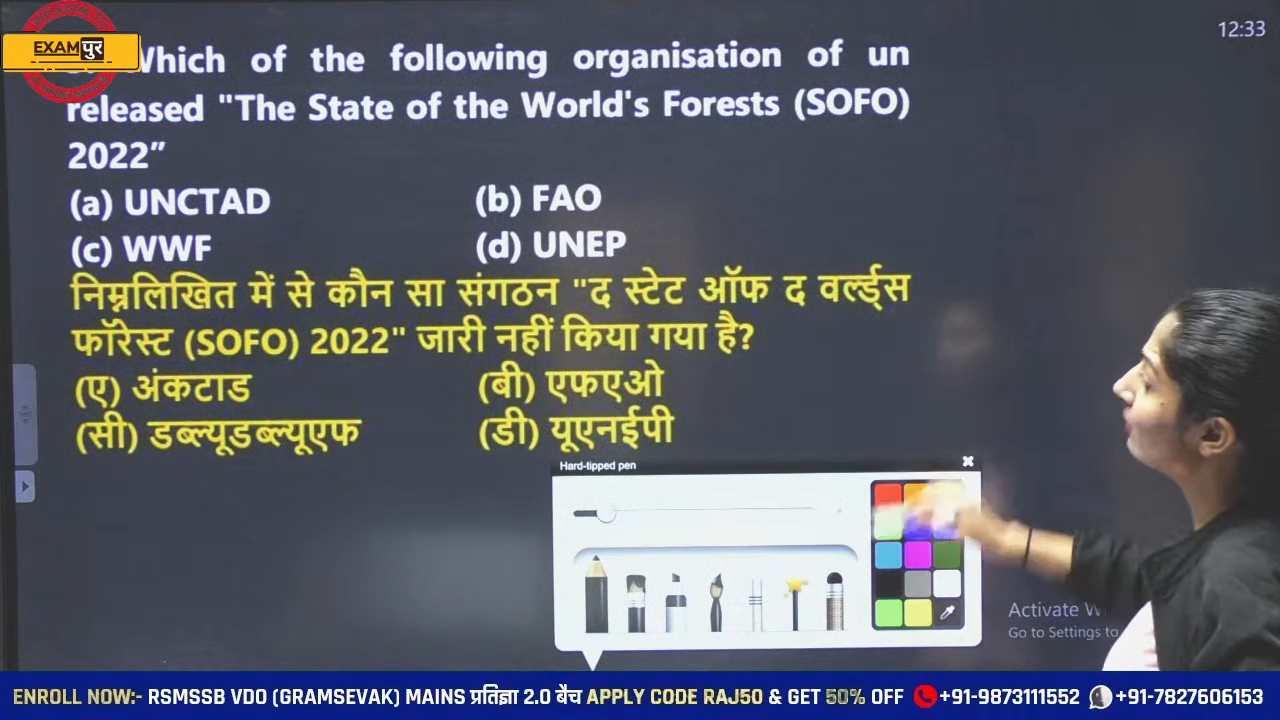 EXAMपुर
12:33
Which of the following organisation of un
released "The State of the World's Forests (SOFO)
2022”
(a) UNCTAD (b) FAO
(c) WWF (d) UNEP
निम्नलिखित में से कौन सा संगठन "द स्टेट ऑफ द वर्ल्ड्स
फॉरेस्ट (SOFO) 2022" जारी नहीं किया गया है?
(ए) अंकटाड (बी) एफएओ
(सी) डब्ल्यूडब्ल्यूएफ (डी) यूएनईपी
Hard-tipped pen
Activate
Go to Settings to
ENROLL NOW:- RSMSSB VDO (GRAMSEVAK) MAINS प्रतिज्ञा 2.0 बैच APPLY CODE RAJ50 & GET 50% OFF +91-9873111552 +91-7827606153